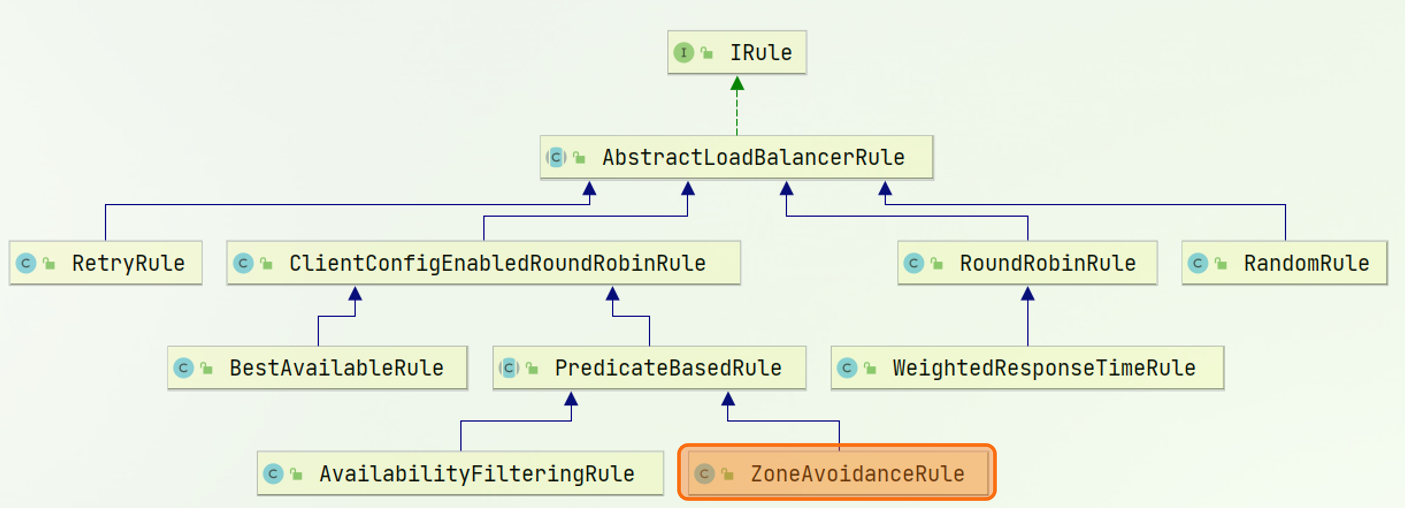 I IRule
C AbstractLoadBalancerRule
C RetryRule
C ClientConfigEnabledRoundRobinRule
C RoundRobinRule
C RandomRule
C BestAvailableRule
C PredicateBasedRule
C WeightedResponseTimeRule
C AvailabilityFilteringRule
C ZoneAvoidanceRule